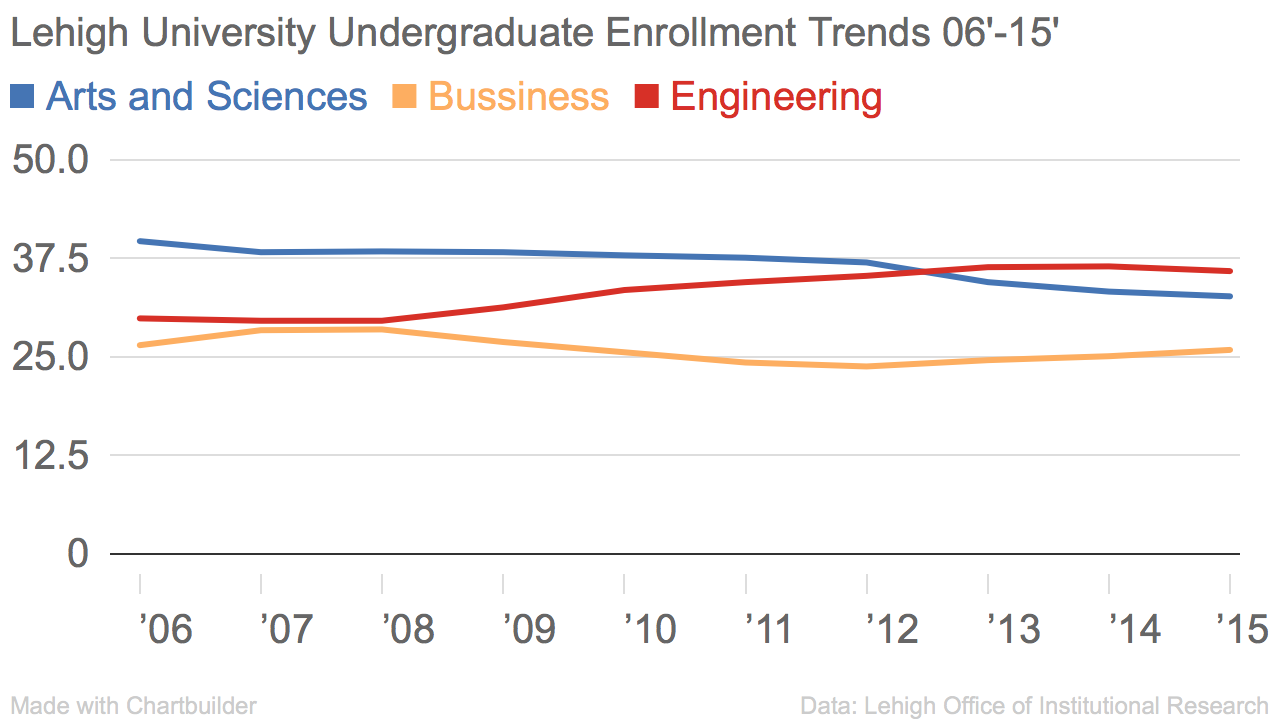 Lehigh University Undergraduate Enrollment Trends 06'-15'
Arts and Sciences Bussiness Engineering
50.0
37.5
25.0
12.5
0
’06 ’07 ’08 ’09 ’10 ’11 ’12 ’13 ’14 ’15
Made with Chartbuilder Data: Lehigh Office of Institutional Research